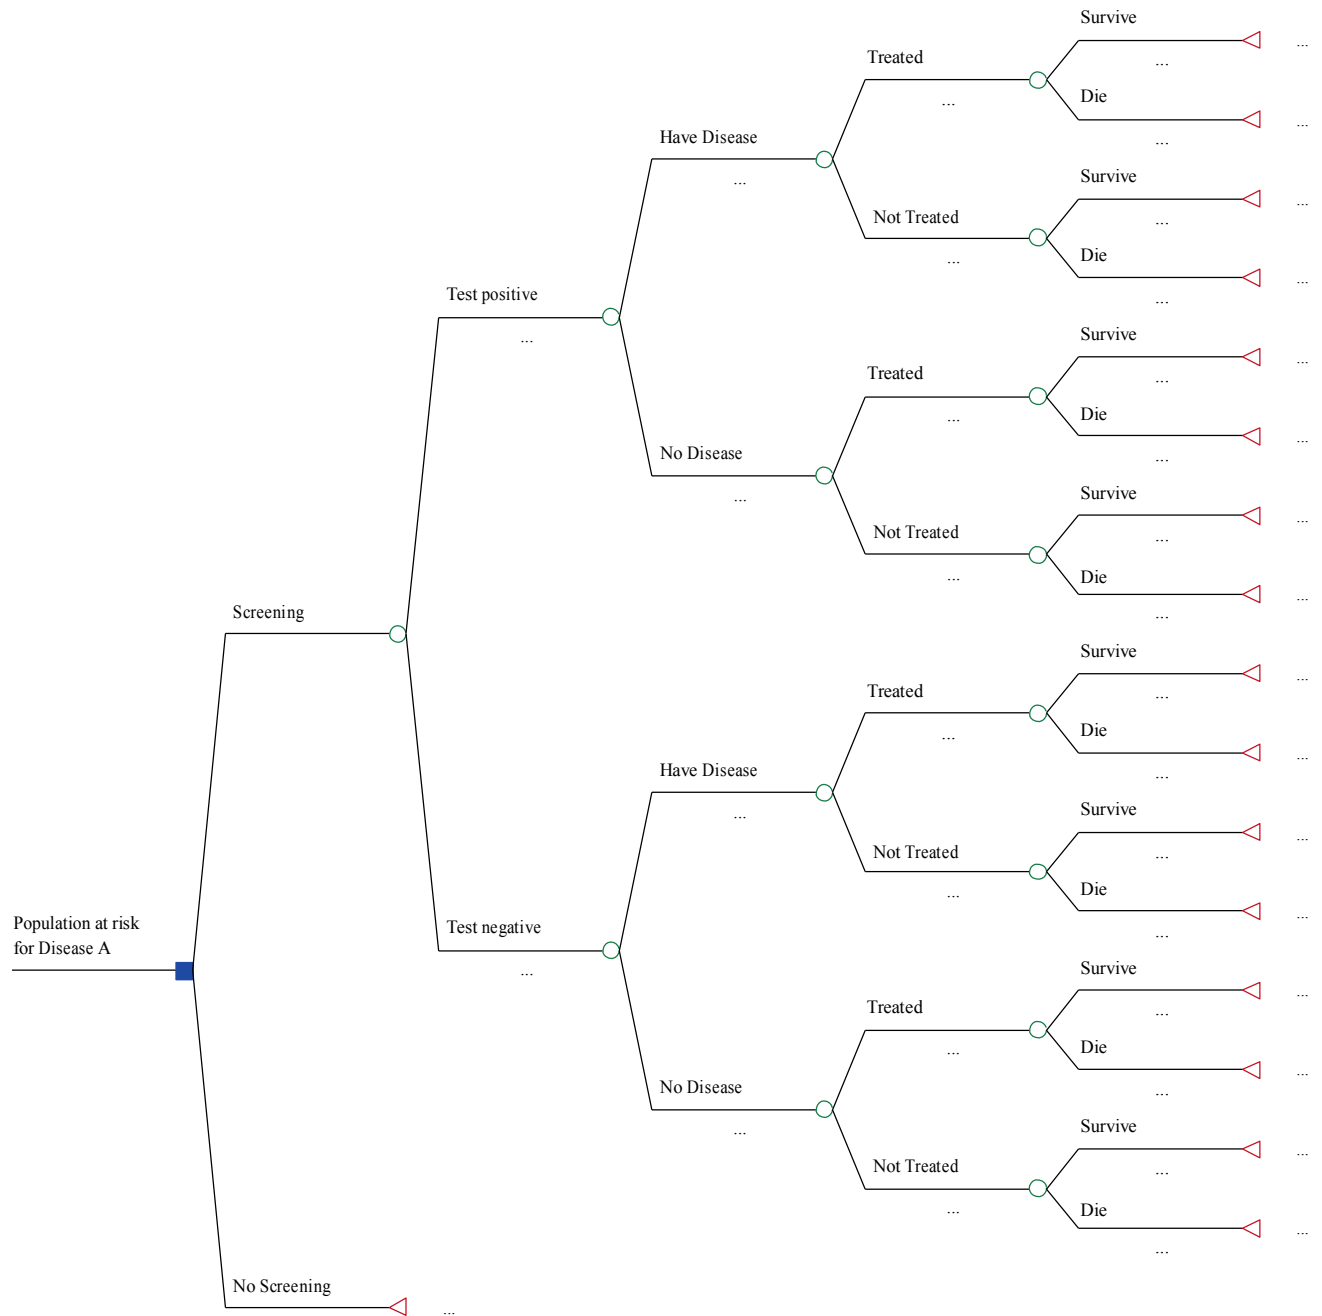 Survive
...
...
Treated
...
Die
...
...
Have Disease
...
Survive
...
...
Not Treated
...
Die
...
...
Test positive
...
Survive
...
...
Treated
...
Die
...
...
No Disease
...
Survive
...
...
Not Treated
...
Die
...
...
Screening
Survive
...
...
Treated
...
Die
...
...
Have Disease
...
Survive
...
...
Not Treated
...
Die
...
...
Population at risk
for Disease A
Test negative
...
Survive
...
...
Treated
...
Die
...
...
No Disease
...
Survive
...
...
Not Treated
...
Die
...
...
No Screening
...